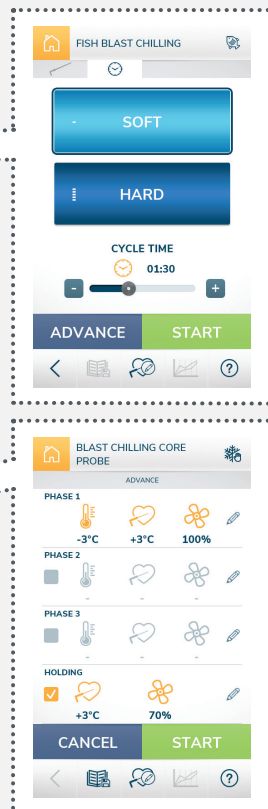 FISH BLAST CHILLING
- SOFT
HARD
CYCLE TIME
01:30
- +
ADVANCE START
?
BLAST CHILLING CORE
PROBE
ADVANCE
PHASE 1
-3°C +3°C 100%
PHASE 2
- - -
PHASE 3
- - -
HOLDING
+3°C 70%
CANCEL START
?